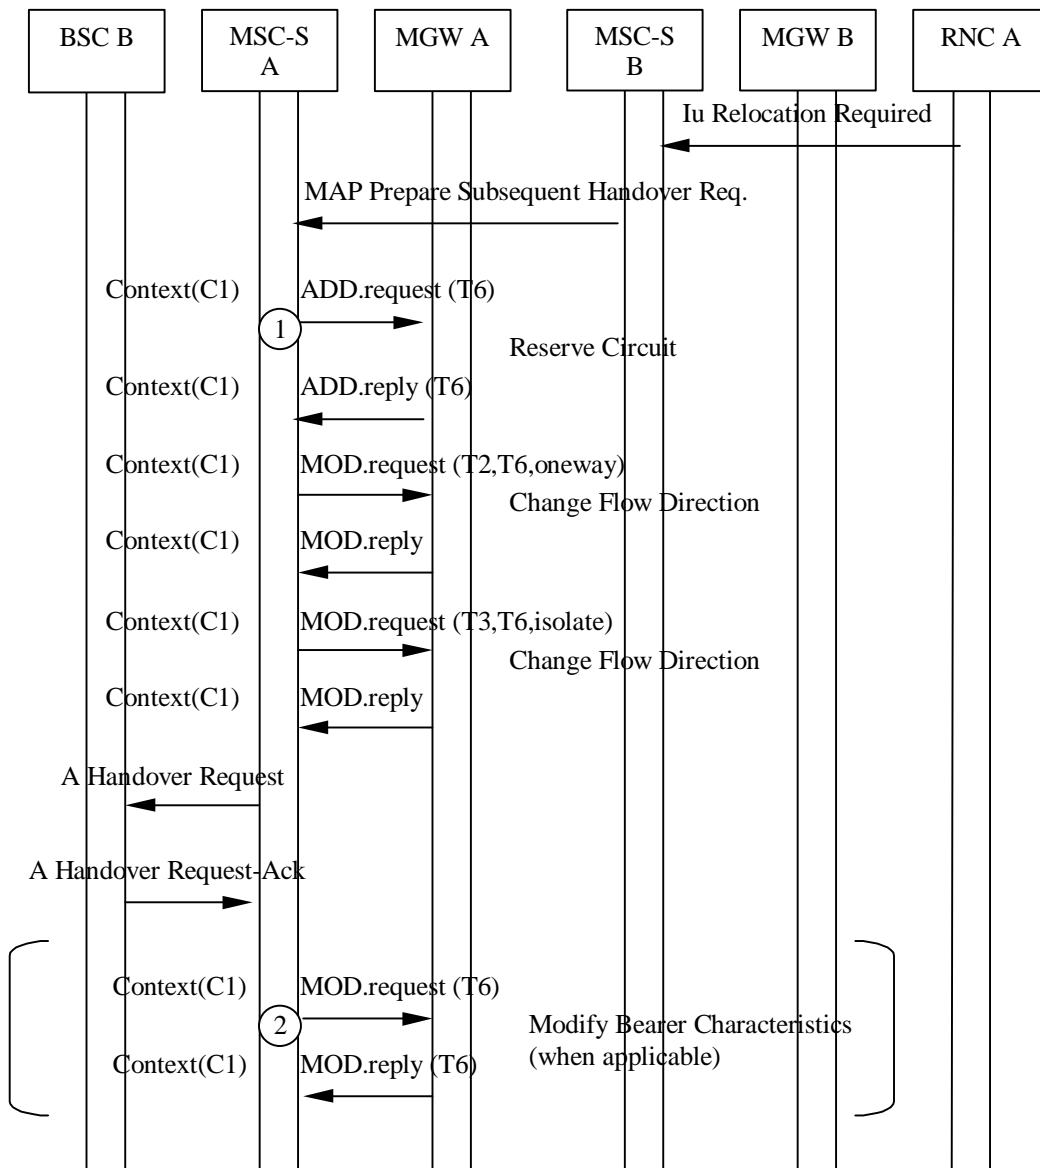 BSC B
MSC-S
A
MGW A
MSC-S
B
MGW B
RNC A
Iu Relocation Required
MAP Prepare Subsequent Handover Req.
Context(C1) ADD.request (T6)
1
Reserve Circuit
Context(C1) ADD.reply (T6)
Context(C1) MOD.request (T2,T6,oneway)
Change Flow Direction
Context(C1) MOD.reply
Context(C1) MOD.request (T3,T6,isolate)
Change Flow Direction
Context(C1) MOD.reply
A Handover Request
A Handover Request-Ack
Context(C1) MOD.request (T6)
2
Modify Bearer Characteristics
(when applicable)
Context(C1) MOD.reply (T6)